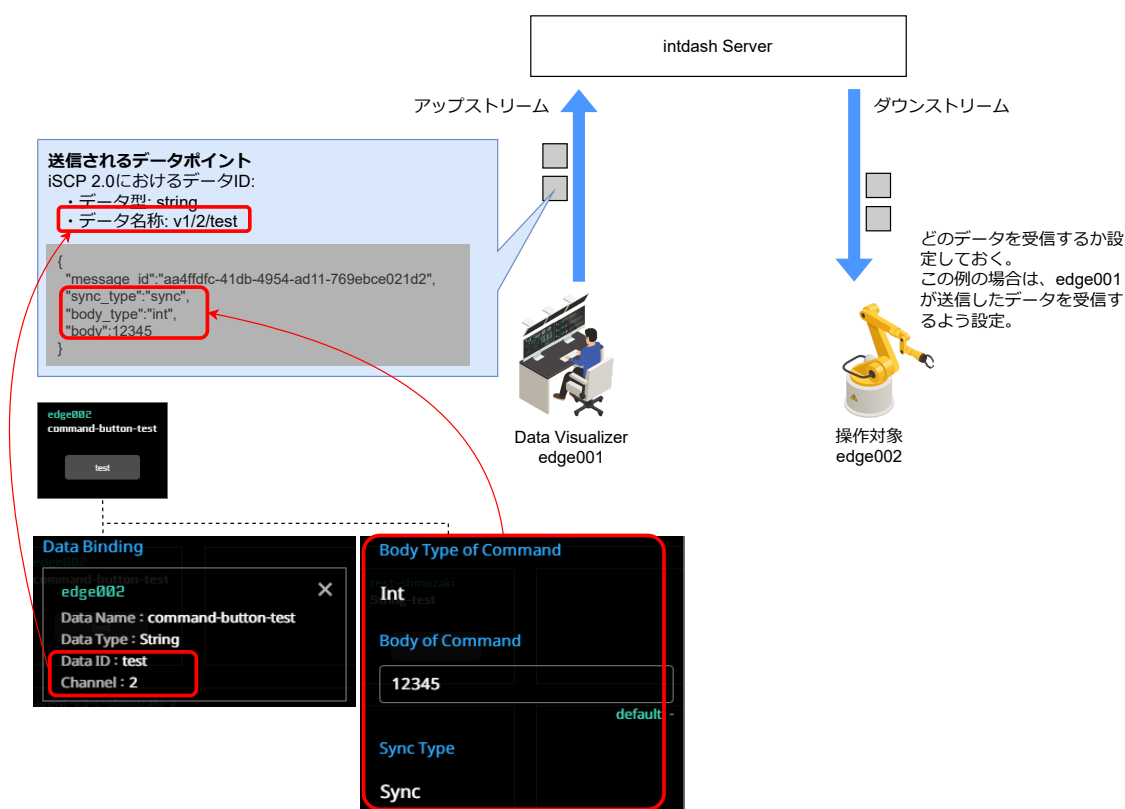 intdash Server
アップストリーム
ダウンストリーム
送信されるデータポイント
iSCP 2.0におけるデータID:
・データ型: string
・データ名称: v1/2/test
{
"message_id":"aa4ffdfc-41db-4954-ad11-769ebce021d2",
"sync_type":"sync",
"body_type":"int",
"body":12345
}
どのデータを受信するか設
定しておく。
この例の場合は、edge001
が送信したデータを受信す
るよう設定。
Data Visualizer
edge001
操作対象
edge002
edge002
command-button-test
test
Data Binding
edge002
Data Name : command-button-test
Data Type : String
Data ID : test
Channel : 2
Body Type of Command
test-shinozaki
String-test
Int
Body of Command
12345
default: -
Sync Type
Sync